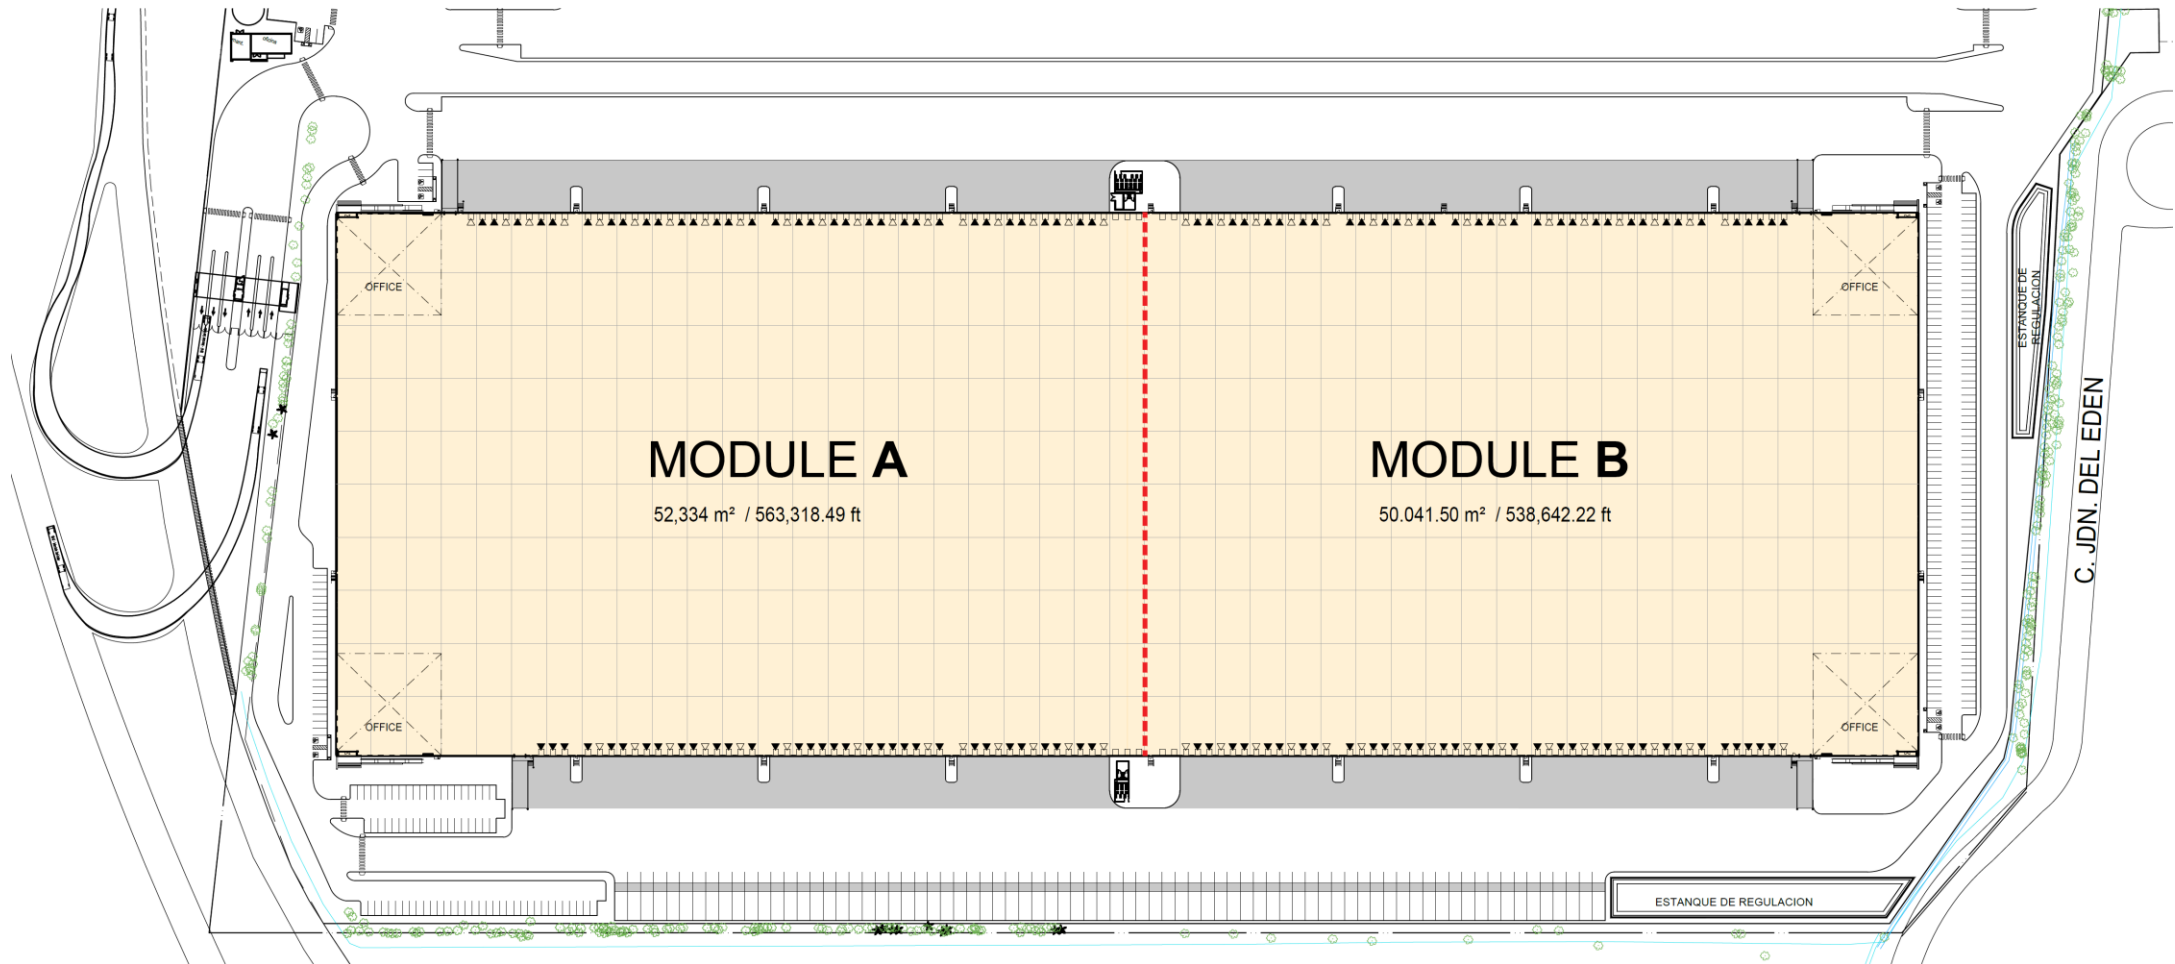 oficina
OFFICE
OFFICE
ESTANQUE DE
REGULACION
MODULE A
52,334 m² / 563,318.49 ft
MODULE B
50.041.50 m² / 538,642.22 ft
C. JDN. DEL EDEN
OFFICE
OFFICE
ESTANQUE DE REGULACION